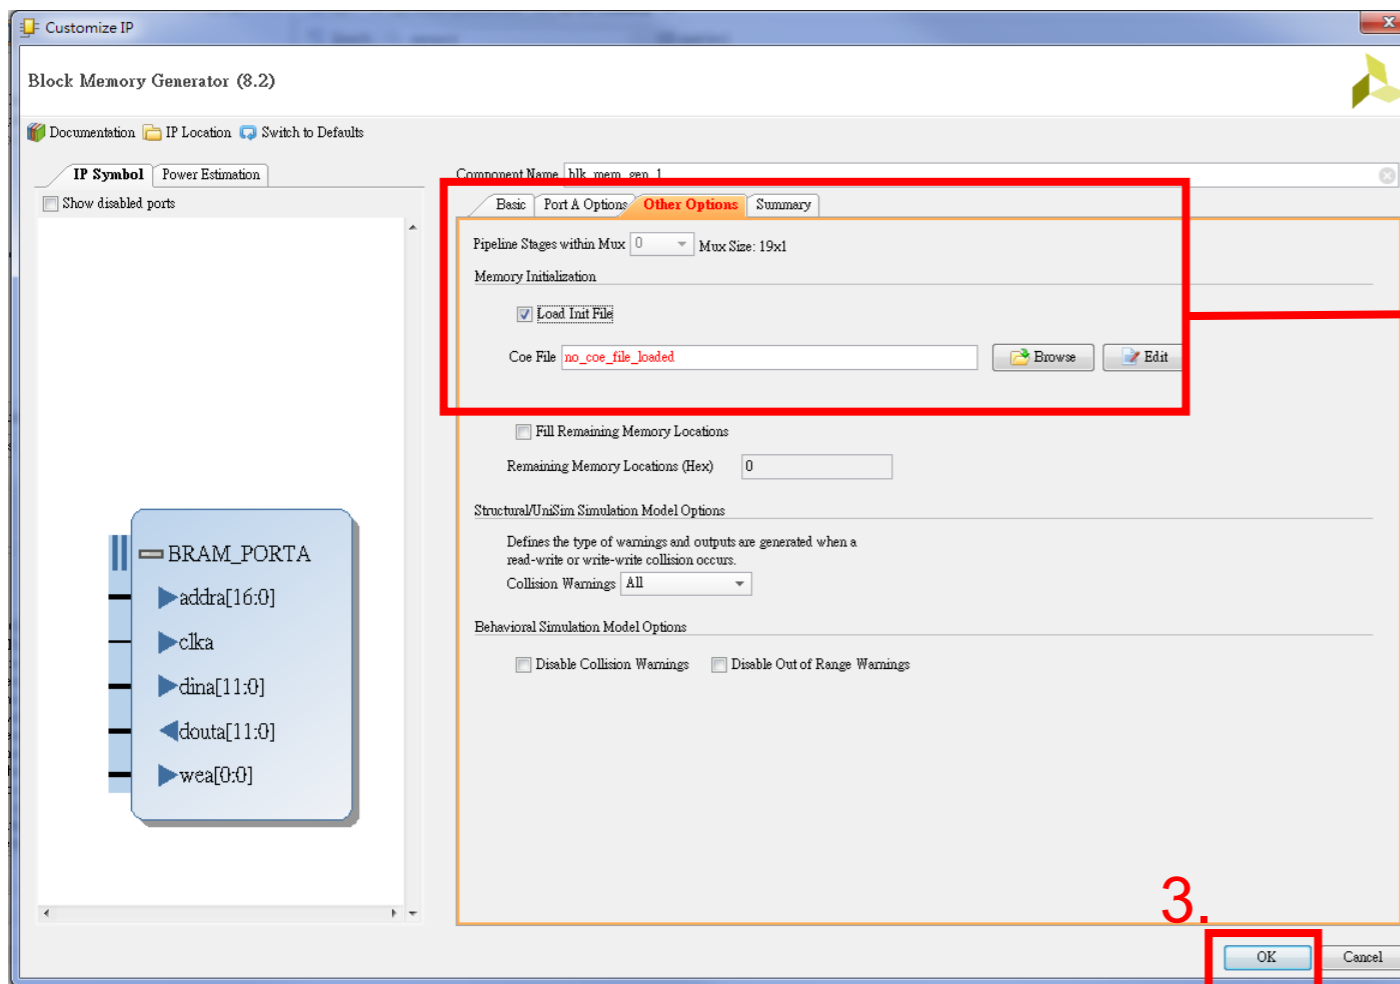 Customize IP
Block Memory Generator (8.2)
Documentation IP Location Switch to Defaults
IP Symbol Power Estimation
Show disabled ports
BRAM_PORTA
addra[16:0]
clka
dina[11:0]
douta[11:0]
wea[0:0]
Component Name blk_mem_gen_1
Basic Port A Options Other Options Summary
Pipeline Stages within Mux 0 Mux Size: 19x1
Memory Initialization
Load Init File
Coe File no_coe_file_loaded Browse Edit
Fill Remaining Memory Locations
Remaining Memory Locations (Hex) 0
Structural/UniSim Simulation Model Options
Defines the type of warnings and outputs are generated when a
read-write or write-write collision occurs.
Collision Warnings All
Behavioral Simulation Model Options
Disable Collision Warnings Disable Out of Range Warnings
3.
OK Cancel